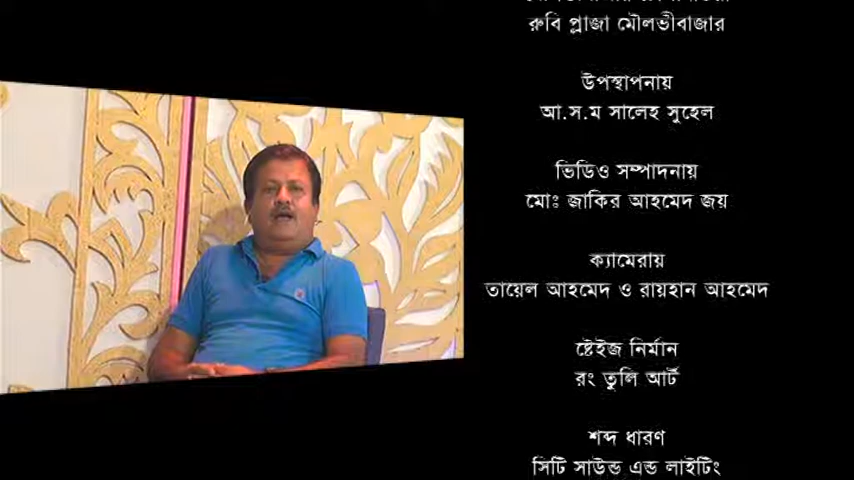 রুবি প্লাজা মৌলভীবাজার
উপস্থাপনায়
আ.স.ম সালেহ সুহেল
ভিডিও সম্পাদনায়
মোঃ জাকির আহমেদ জয়
ক্যামেরায়
তায়েল আহমেদ ও রায়হান আহমেদ
ষ্টেইজ নির্মান
রং তুলি আর্ট
শব্দ ধারণ
সিটি সাউন্ড এন্ড লাইটিং